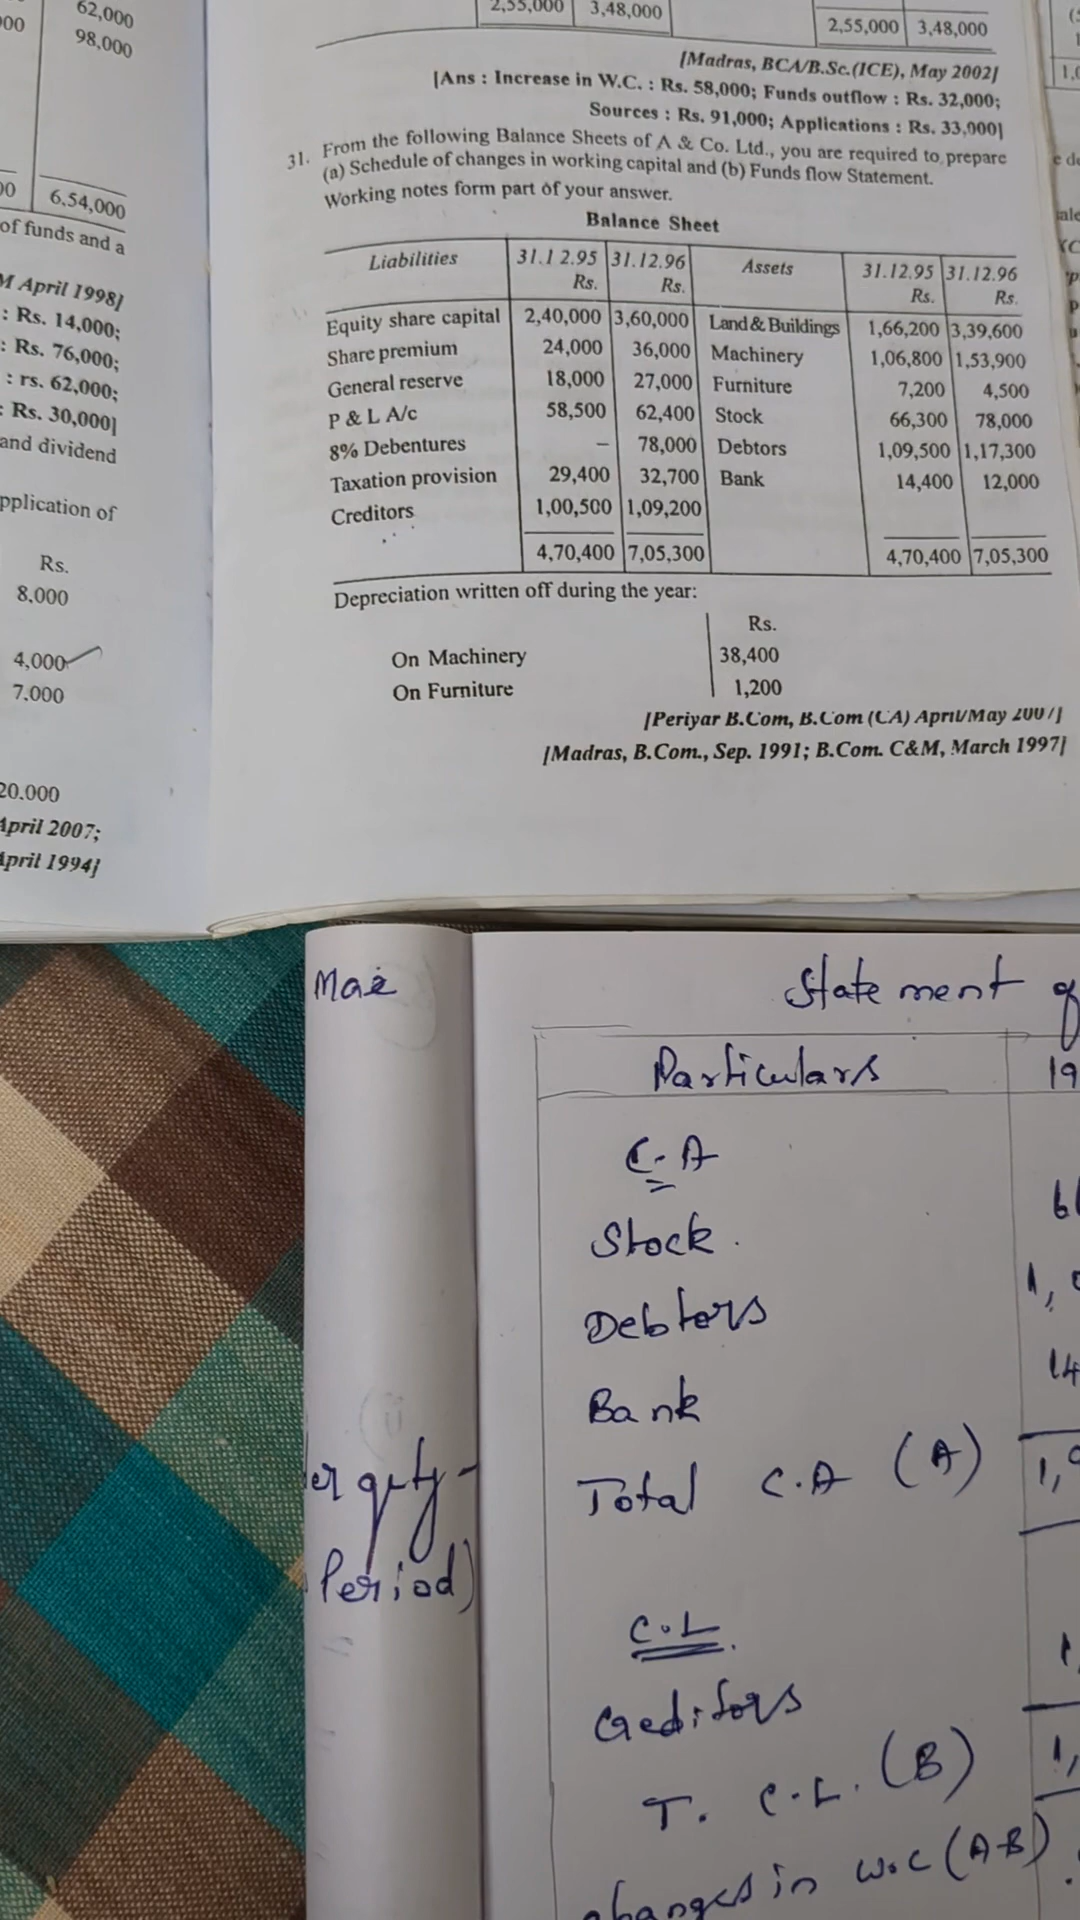 62,000
98,000
6,54,000
of funds and a
M April 1998]
: Rs. 14,000;
: Rs. 76,000;
: rs. 62,000;
: Rs. 30,000]
and dividend
pplication of
Rs.
8,000
4,000
7.000
20.000
April 2007;
April 1994]
2,55,000 3,48,000 2,55,000 3,48,000
[Madras, BCA/B.Sc.(ICE), May 2002]
[Ans : Increase in W.C. : Rs. 58,000; Funds outflow : Rs. 32,000;
Sources : Rs. 91,000; Applications : Rs. 33,000]
31. From the following Balance Sheets of A & Co. Ltd., you are required to prepare
(a) Schedule of changes in working capital and (b) Funds flow Statement.
Working notes form part of your answer.
Balance Sheet
Liabilities 31.12.95 31.12.96 Assets 31.12.95 31.12.96
Rs. Rs. Rs. Rs.
Equity share capital 2,40,000 3,60,000 Land & Buildings 1,66,200 3,39,600
Share premium 24,000 36,000 Machinery 1,06,800 1,53,900
General reserve 18,000 27,000 Furniture 7,200 4,500
P & L A/c 58,500 62,400 Stock 66,300 78,000
8% Debentures – 78,000 Debtors 1,09,500 1,17,300
Taxation provision 29,400 32,700 Bank 14,400 12,000
Creditors 1,00,500 1,09,200
4,70,400 7,05,300 4,70,400 7,05,300
Depreciation written off during the year:
Rs.
On Machinery 38,400
On Furniture 1,200
[Periyar B.Com, B.Com (CA) April/May 2007]
[Madras, B.Com., Sep. 1991; B.Com. C&M, March 1997]
State ment of
Particulars 19
C.A
Stock.
Debtors
Bank 14
Total C.A (A)
Period)
C.L
Creditors
T. C.L. (B)
changes in W.C (A-B)